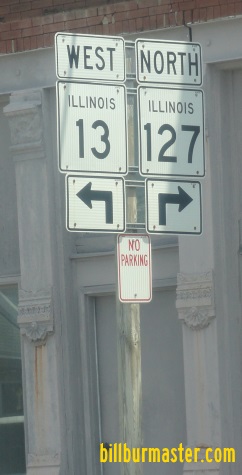 WEST
NORTH
ILLINOIS
13
ILLINOIS
127
NO
PARKING
billburmaster.com